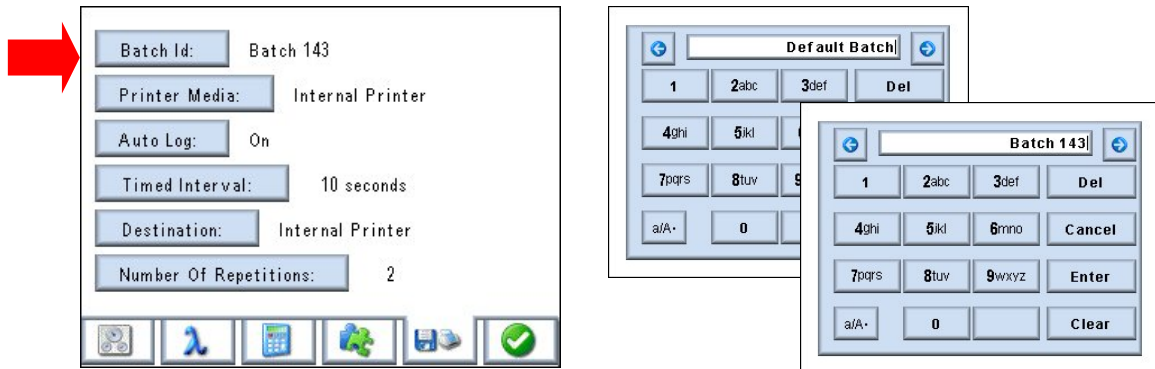 Batch Id: Batch 143
Printer Media: Internal Printer
Auto Log: On
Timed Interval: 10 seconds
Destination: Internal Printer
Number Of Repetitions: 2
λ
Default Batch
1 2abc 3def Del
4ghi 5jkl
7pqrs 8tuv 9
a/A· 0
Batch 143
1 2abc 3def Del
4ghi 5jkl 6mno Cancel
7pqrs 8tuv 9wxyz Enter
a/A· 0 Clear